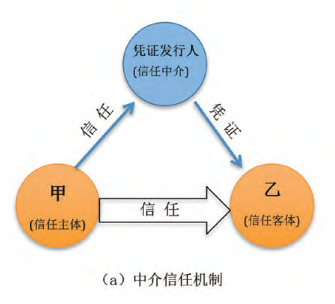 凭证发行人
(信任中介)
信任
凭证
甲
(信任主体)
信任
乙
(信任客体)
(a) 中介信任机制